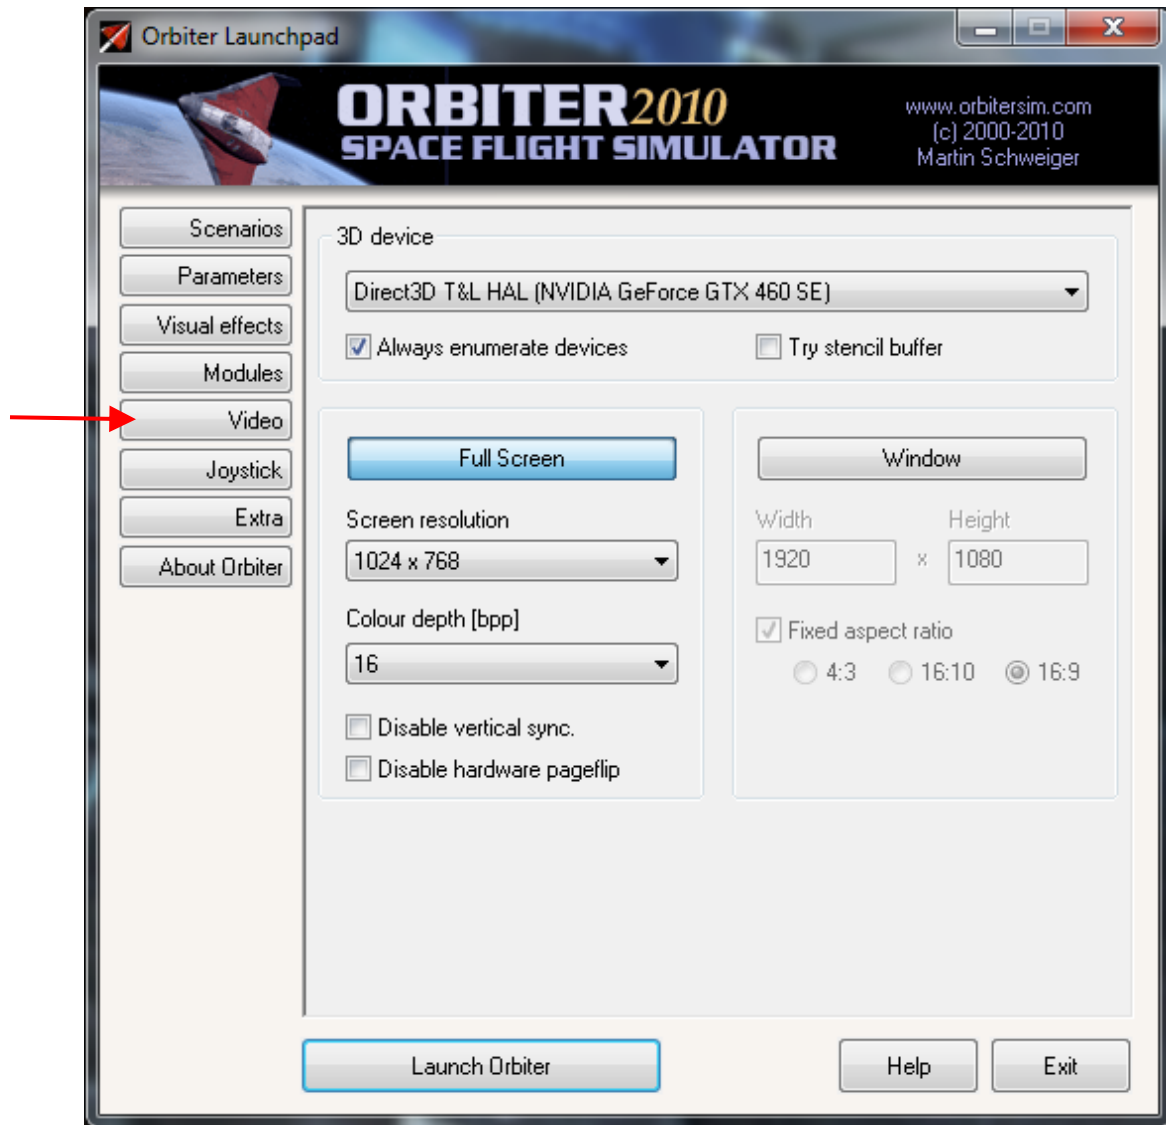 Orbiter Launchpad
ORBITER2010
SPACE FLIGHT SIMULATOR
www.orbitersim.com
(c) 2000-2010
Martin Schweiger
Scenarios
Parameters
Visual effects
Modules
Video
Joystick
Extra
About Orbiter
3D device
Direct3D T&L HAL (NVIDIA GeForce GTX 460 SE)
Always enumerate devices
Try stencil buffer
Full Screen
Screen resolution
1024 x 768
Colour depth [bpp]
16
Disable vertical sync.
Disable hardware pageflip
Window
Width Height
1920 x 1080
Fixed aspect ratio
4:3 16:10 16:9
Launch Orbiter
Help
Exit